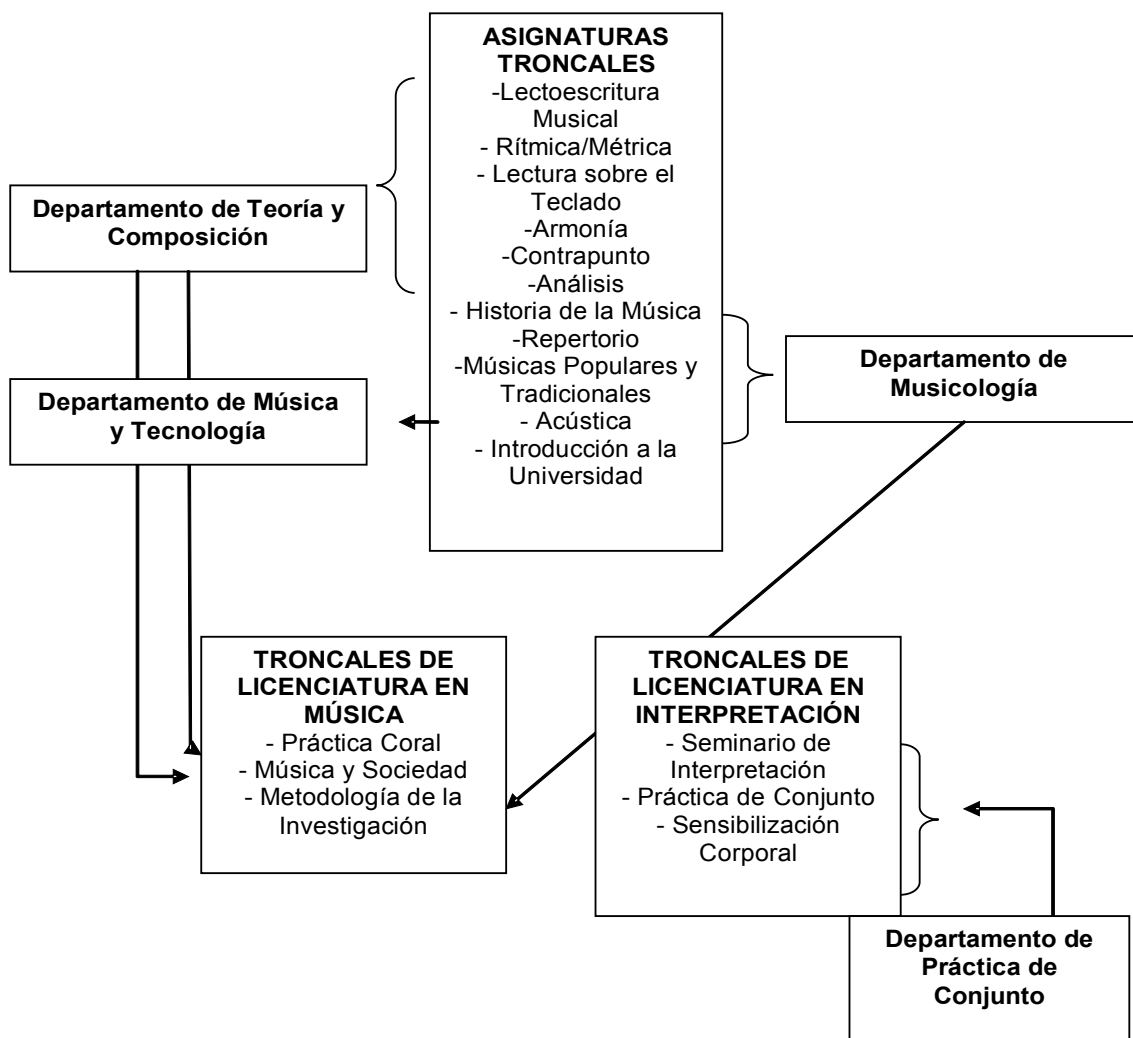 ASIGNATURAS
TRONCALES
-Lectoescritura
Musical
- Rítmica/Métrica
- Lectura sobre el
Teclado
-Armonía
-Contrapunto
-Análisis
- Historia de la Música
-Repertorio
-Músicas Populares y
Tradicionales
- Acústica
- Introducción a la
Universidad
Departamento de Teoría y
Composición
Departamento de Música
y Tecnología
Departamento de
Musicología
TRONCALES DE
LICENCIATURA EN
MÚSICA
- Práctica Coral
- Música y Sociedad
- Metodología de la
Investigación
TRONCALES DE
LICENCIATURA EN
INTERPRETACIÓN
- Seminario de
Interpretación
- Práctica de Conjunto
- Sensibilización
Corporal
Departamento de
Práctica de
Conjunto